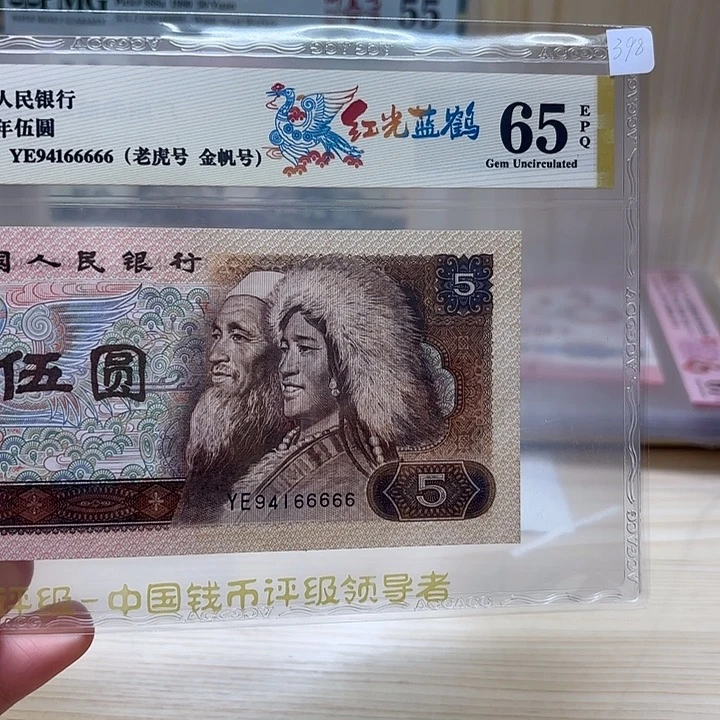 PMG
55
398
人民银行
年伍圆
YE94166666（老虎号 金帆号）
红光蓝鹤
65
EPQ
Gem Uncirculated
国人民银行
5
伍圆
YE94166666
5
评级-中国钱币评级领导者